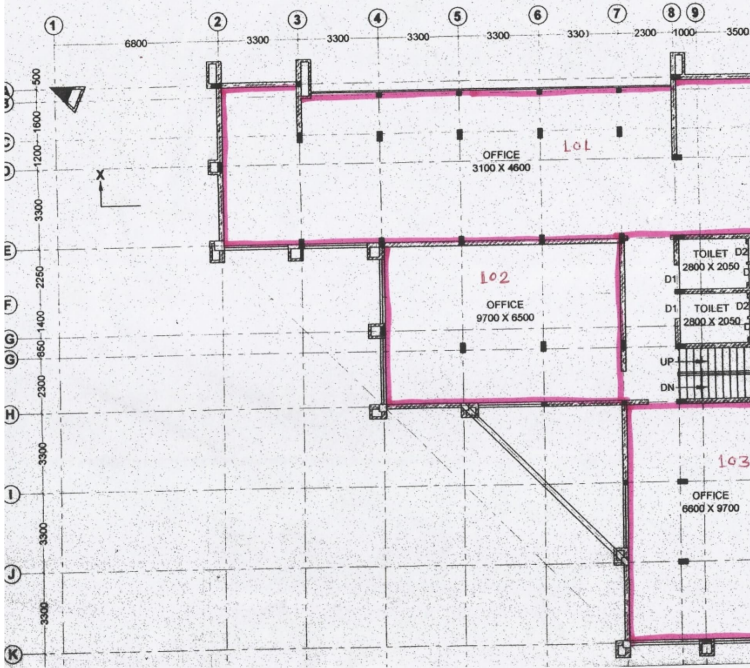 1 2 3 4 5 6 7 8 9
6800 3300 3300 3300 3300 3301 2300 1000 3500
A
B
C
D
E
F
G
G
H
I
J
K
500
1600
1200
3300
2250
1400
650
2300
3300
3300
3300
X
OFFICE
3100 X 4600
101
102
OFFICE
9700 X 6500
TOILET D2
2800 X 2050
D1
D1
TOILET D2
2800 X 2050
UP
DN
103
OFFICE
6600 X 9700